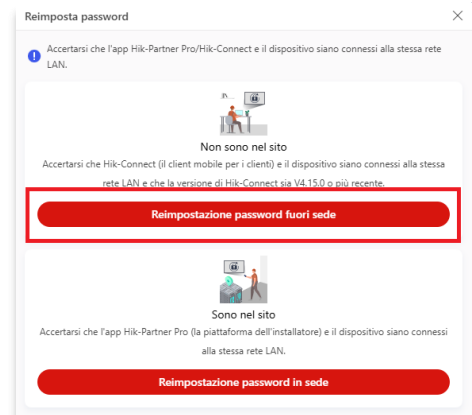 Reimposta password
Accertarsi che l'app Hik-Partner Pro/Hik-Connect e il dispositivo siano connessi alla stessa rete
LAN.
Non sono nel sito
Accertarsi che Hik-Connect (il client mobile per i clienti) e il dispositivo siano connessi alla stessa
rete LAN e che la versione di Hik-Connect sia V4.15.0 o più recente.
Reimpostazione password fuori sede
Sono nel sito
Accertarsi che l'app Hik-Partner Pro (la piattaforma dell'installatore) e il dispositivo siano connessi
alla stessa rete LAN.
Reimpostazione password in sede